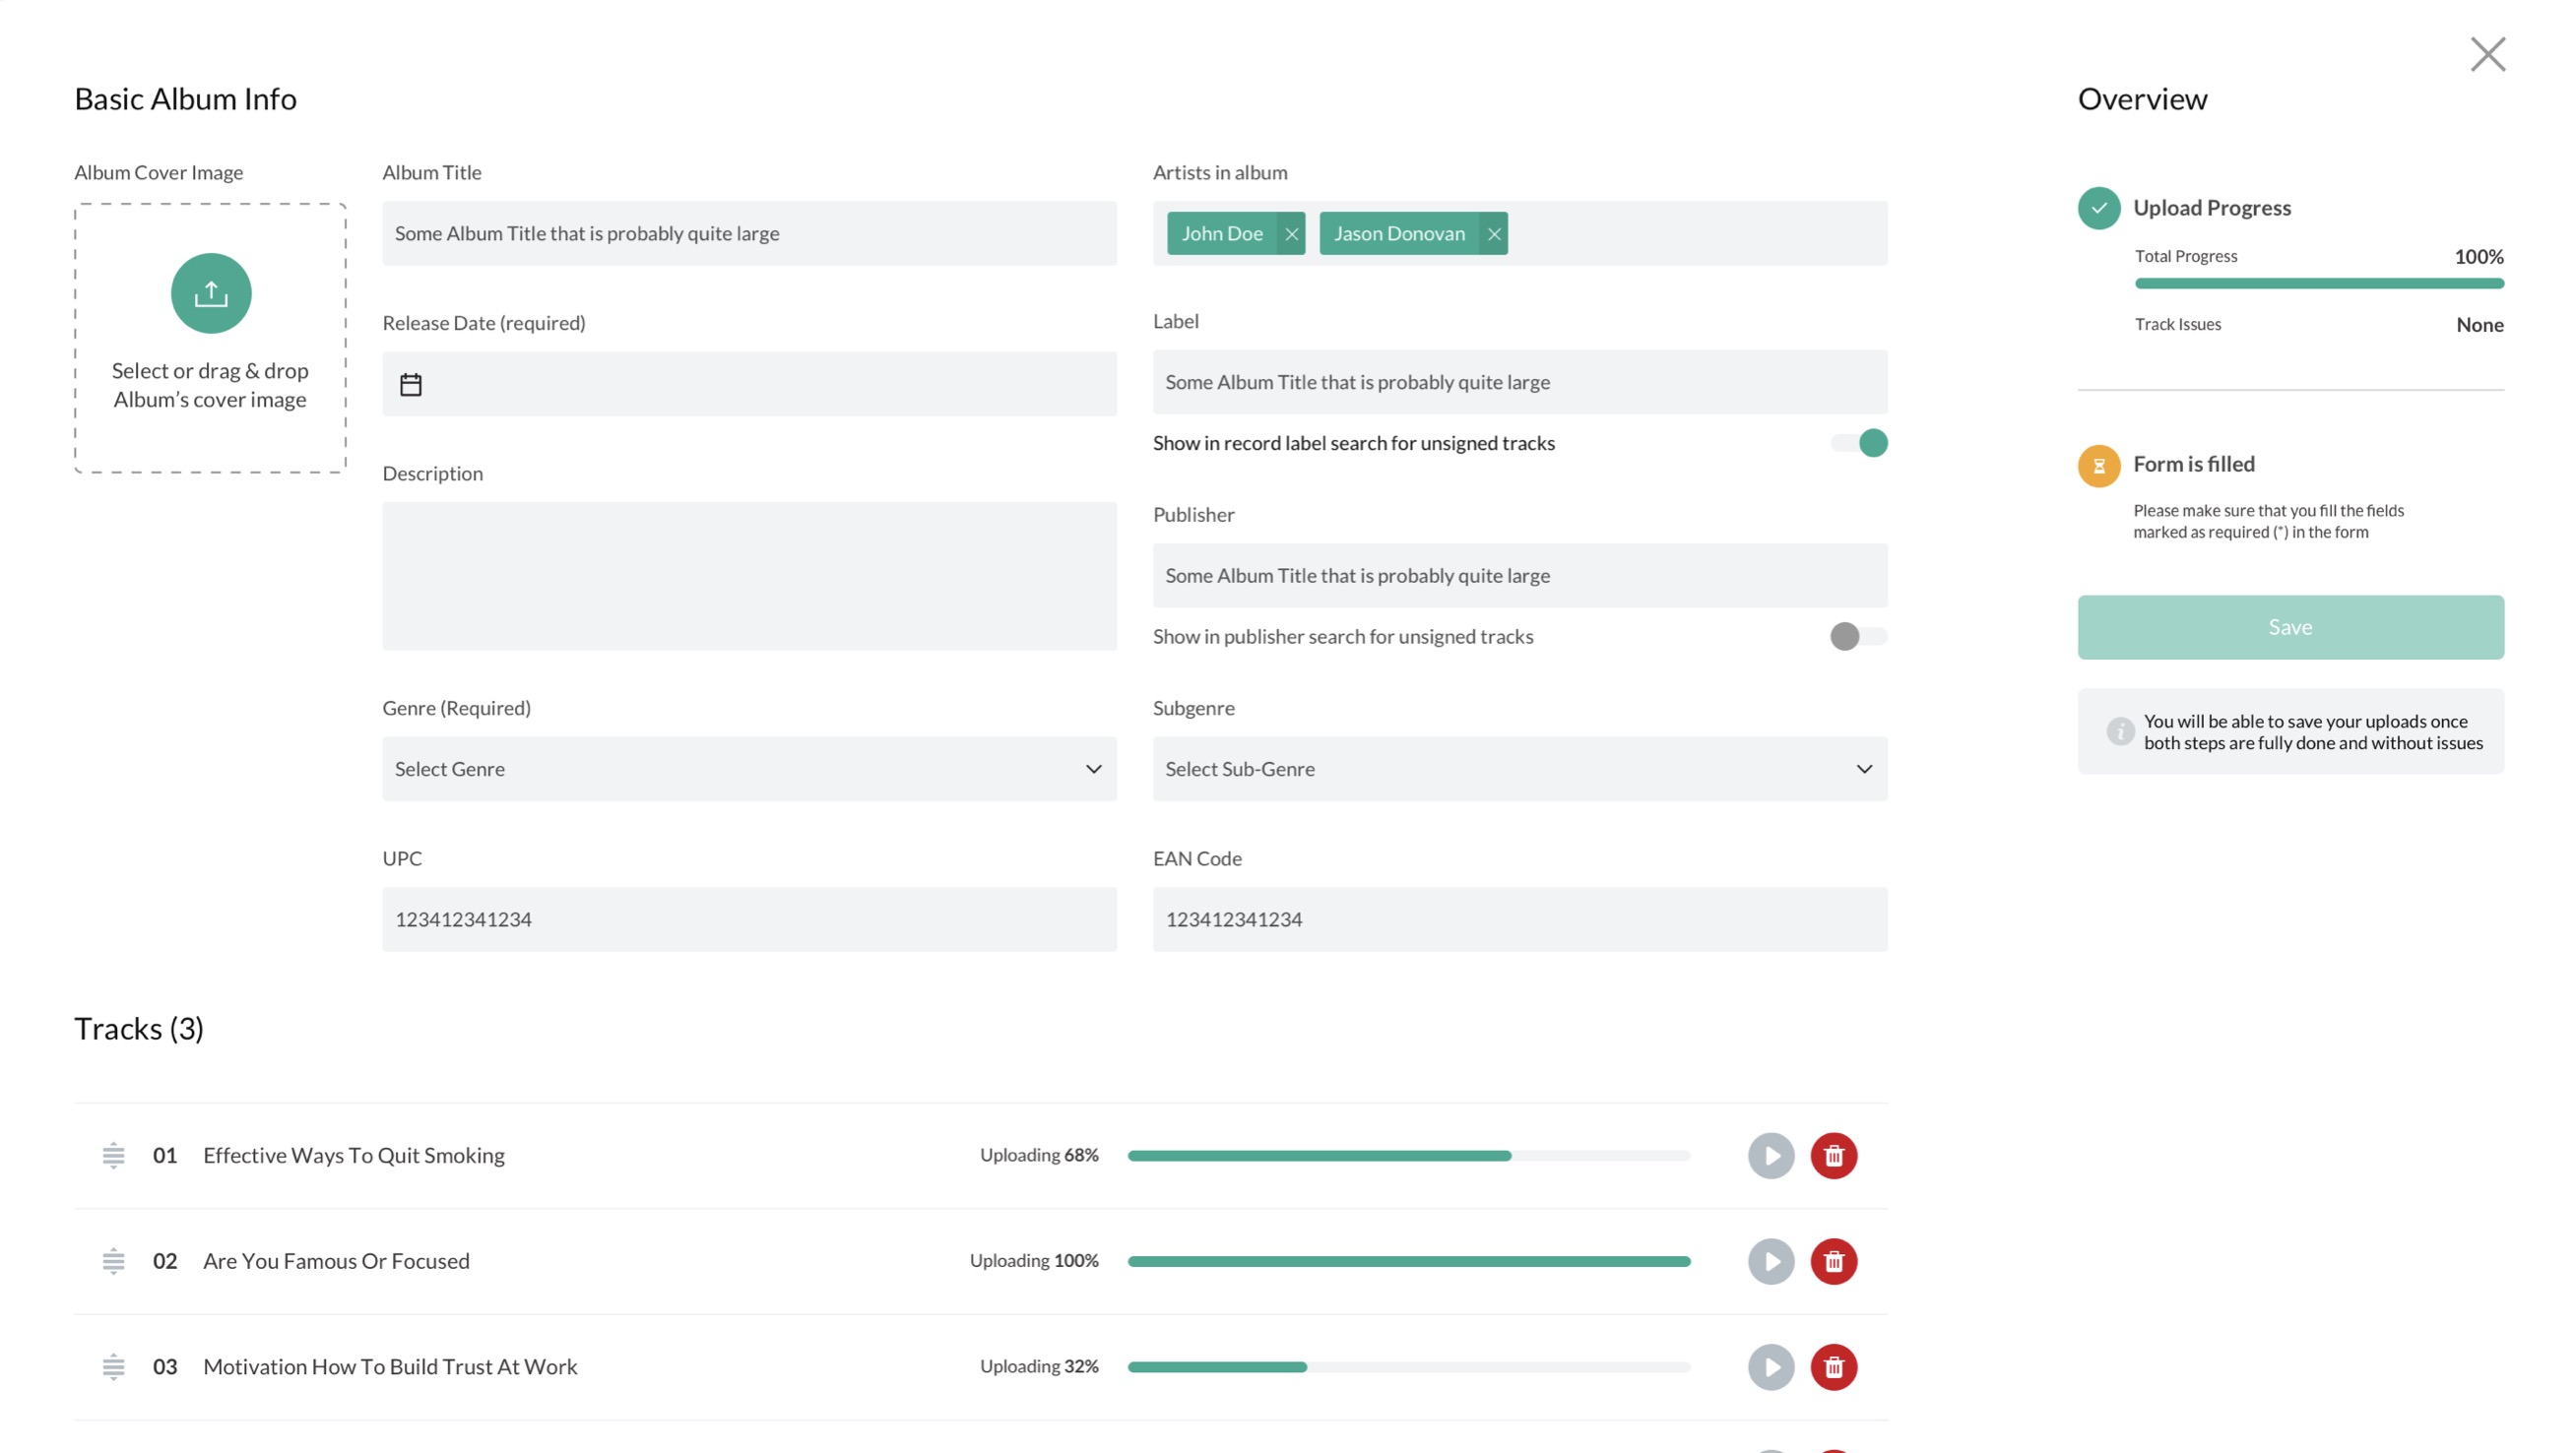 Basic Album Info
Album Cover Image
Select or drag & drop
Album’s cover image
Album Title
Some Album Title that is probably quite large
Release Date (required)
Description
Genre (Required)
Select Genre
UPC
123412341234
Artists in album
John Doe
Jason Donovan
Label
Some Album Title that is probably quite large
Show in record label search for unsigned tracks
Publisher
Some Album Title that is probably quite large
Show in publisher search for unsigned tracks
Subgenre
Select Sub-Genre
EAN Code
123412341234
Tracks (3)
01 Effective Ways To Quit Smoking Uploading 68%
02 Are You Famous Or Focused Uploading 100%
03 Motivation How To Build Trust At Work Uploading 32%
Overview
Upload Progress
Total Progress 100%
Track Issues None
Form is filled
Please make sure that you fill the fields
marked as required (*) in the form
Save
You will be able to save your uploads once
both steps are fully done and without issues